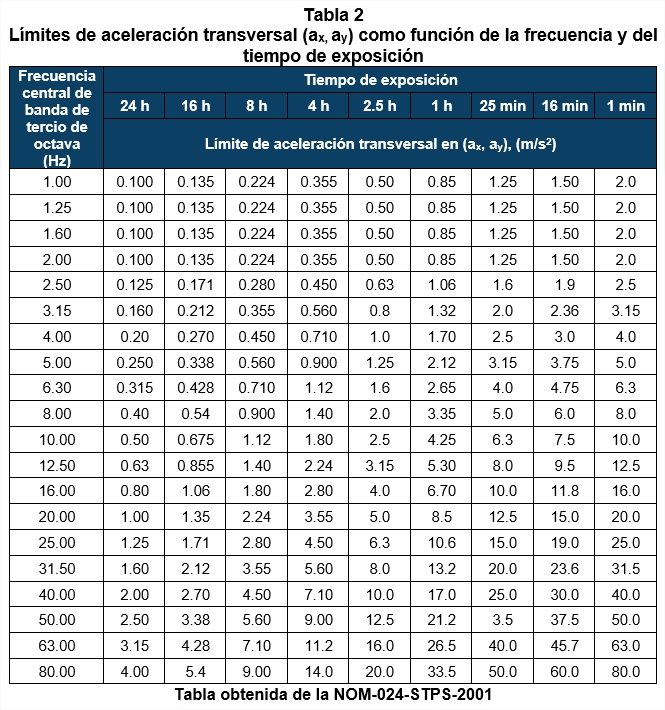 Tabla 2
Límites de aceleración transversal (ax, ay) como función de la frecuencia y del
tiempo de exposición
Frecuencia central de banda de tercio de octava (Hz) Tiempo de exposición
24 h 16 h 8 h 4 h 2.5 h 1 h 25 min 16 min 1 min
Límite de aceleración transversal en (ax, ay), (m/s²)
1.00 0.100 0.135 0.224 0.355 0.50 0.85 1.25 1.50 2.0
1.25 0.100 0.135 0.224 0.355 0.50 0.85 1.25 1.50 2.0
1.60 0.100 0.135 0.224 0.355 0.50 0.85 1.25 1.50 2.0
2.00 0.100 0.135 0.224 0.355 0.50 0.85 1.25 1.50 2.0
2.50 0.125 0.171 0.280 0.450 0.63 1.06 1.6 1.9 2.5
3.15 0.160 0.212 0.355 0.560 0.8 1.32 2.0 2.36 3.15
4.00 0.20 0.270 0.450 0.710 1.0 1.70 2.5 3.0 4.0
5.00 0.250 0.338 0.560 0.900 1.25 2.12 3.15 3.75 5.0
6.30 0.315 0.428 0.710 1.12 1.6 2.65 4.0 4.75 6.3
8.00 0.40 0.54 0.900 1.40 2.0 3.35 5.0 6.0 8.0
10.00 0.50 0.675 1.12 1.80 2.5 4.25 6.3 7.5 10.0
12.50 0.63 0.855 1.40 2.24 3.15 5.30 8.0 9.5 12.5
16.00 0.80 1.06 1.80 2.80 4.0 6.70 10.0 11.8 16.0
20.00 1.00 1.35 2.24 3.55 5.0 8.5 12.5 15.0 20.0
25.00 1.25 1.71 2.80 4.50 6.3 10.6 15.0 19.0 25.0
31.50 1.60 2.12 3.55 5.60 8.0 13.2 20.0 23.6 31.5
40.00 2.00 2.70 4.50 7.10 10.0 17.0 25.0 30.0 40.0
50.00 2.50 3.38 5.60 9.00 12.5 21.2 3.5 37.5 50.0
63.00 3.15 4.28 7.10 11.2 16.0 26.5 40.0 45.7 63.0
80.00 4.00 5.4 9.00 14.0 20.0 33.5 50.0 60.0 80.0
Tabla obtenida de la NOM-024-STPS-2001